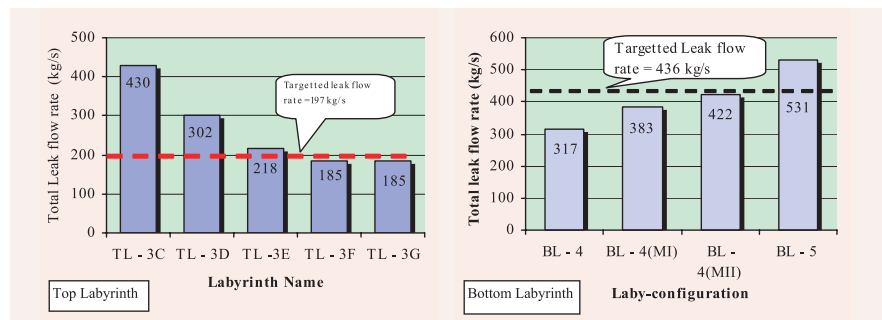 Total Leak flow rate (kg/s)
500
400
300
200
100
0
430
302
218
185
185
Targetted leak flow
rate =197 kg/s
TL - 3C TL - 3D TL -3E TL - 3F TL - 3G
Labyrinth Name
Top Labyrinth
Total leak flow rate (kg/s)
600
500
400
300
200
100
0
Targetted Leak flow
rate = 436 kg/s
317
383
422
531
BL - 4 BL - 4(MI) BL -
4(MII) BL - 5
Laby-configuration
Bottom Labyrinth